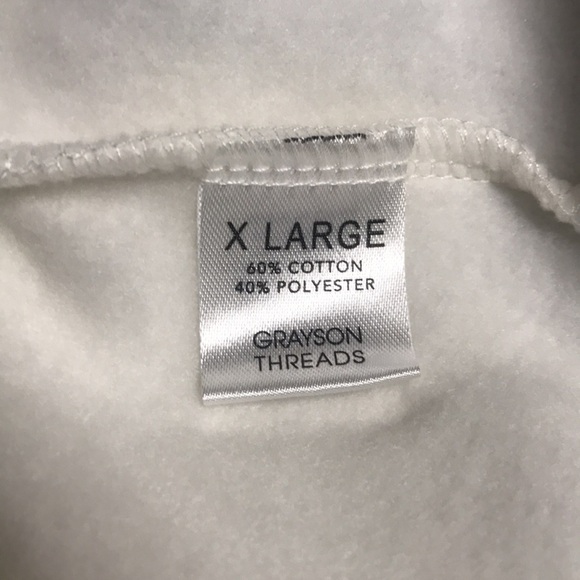 X LARGE
60% COTTON
40% POLYESTER
GRAYSON
THREADS